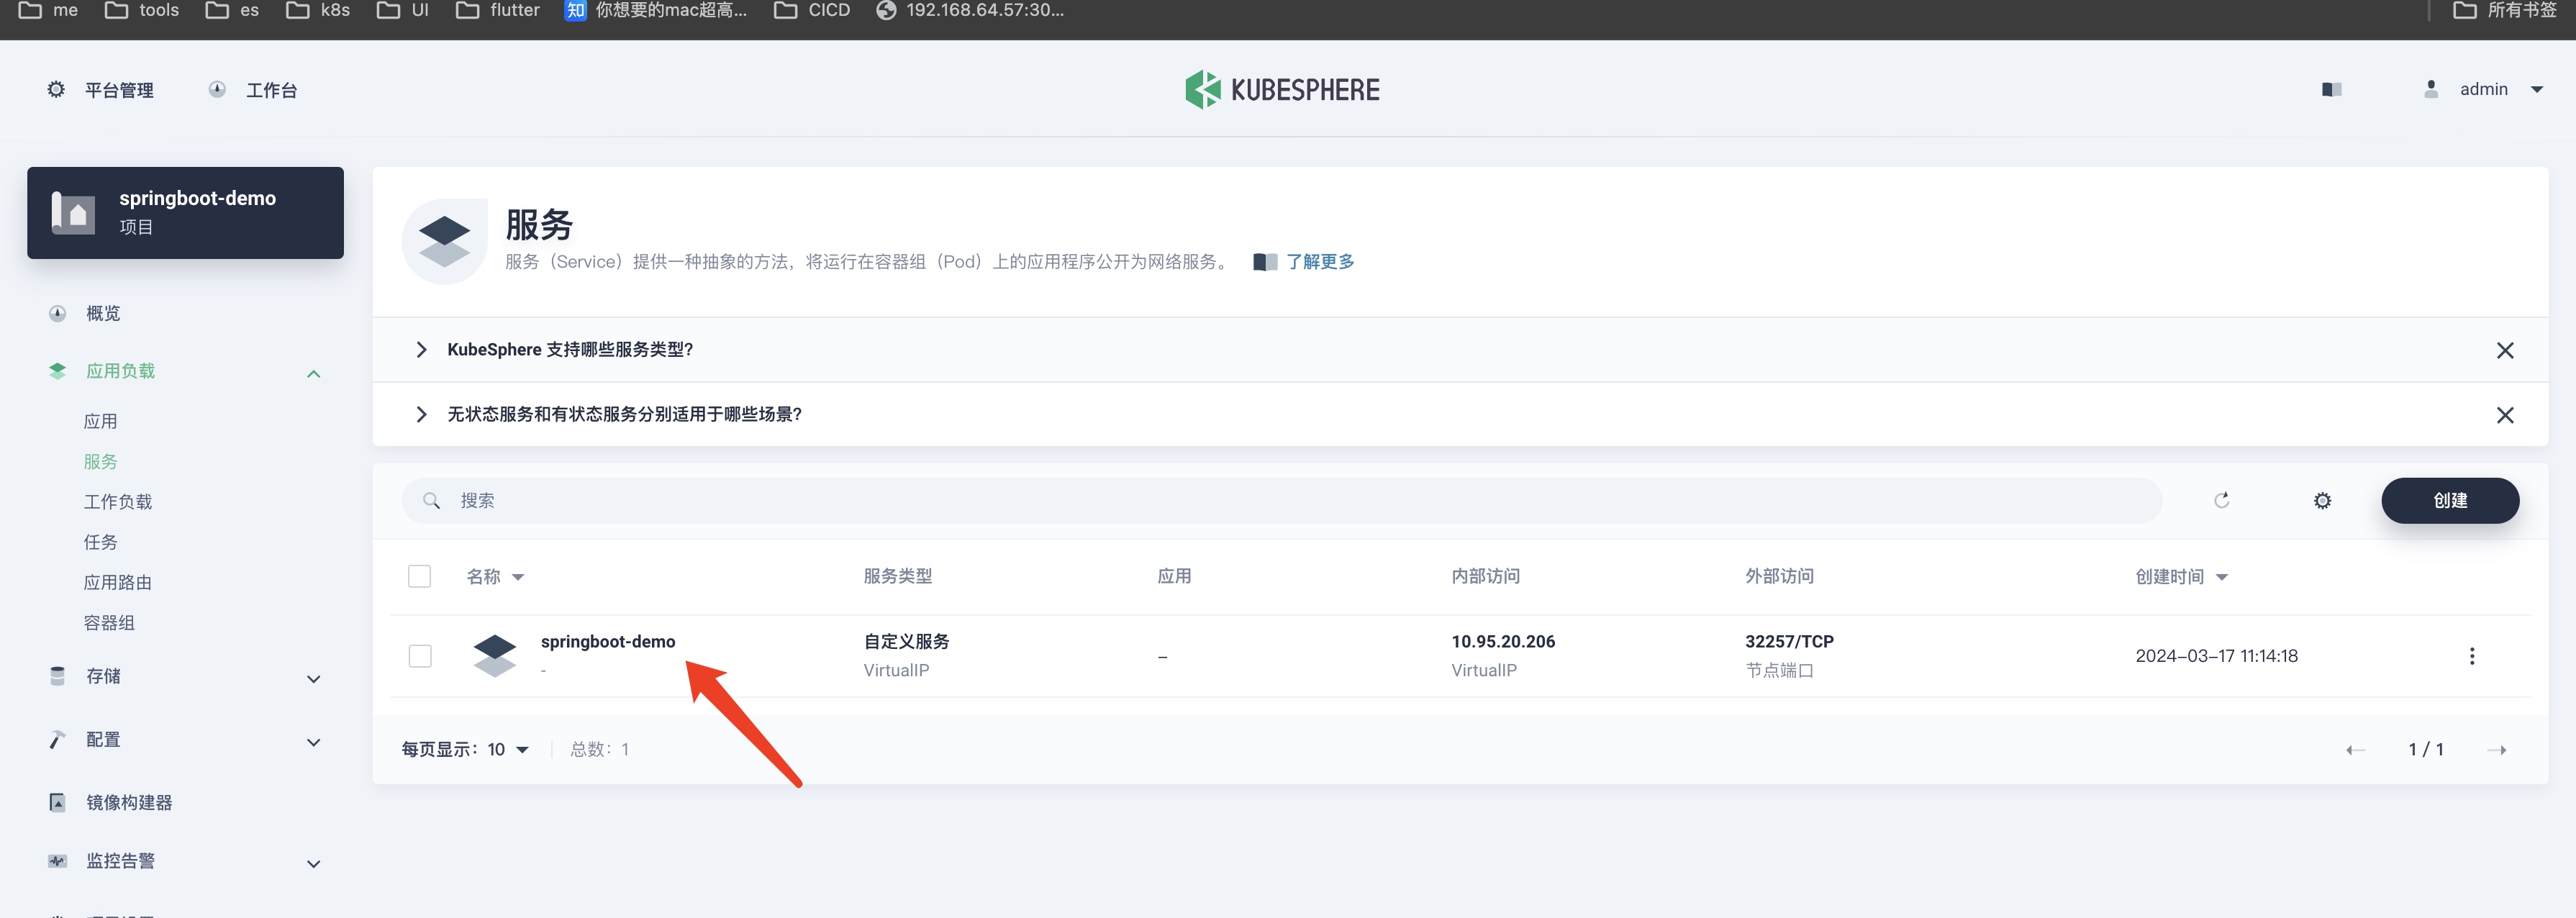 me tools es k8s UI flutter 知 你想要的mac超高... CICD 192.168.64.57:30... 所有书签
平台管理 工作台 KUBESPHERE admin
springboot-demo
项目
概览
应用负载
应用
服务
工作负载
任务
应用路由
容器组
存储
配置
镜像构建器
监控告警
服务
服务（Service）提供一种抽象的方法，将运行在容器组（Pod）上的应用程序公开为网络服务。 了解更多
KubeSphere 支持哪些服务类型?
无状态服务和有状态服务分别适用于哪些场景?
搜索 创建
名称 服务类型 应用 内部访问 外部访问 创建时间
springboot-demo 自定义服务 – 10.95.20.206 32257/TCP 2024–03–17 11:14:18
- VirtualIP VirtualIP 节点端口
每页显示：10 总数：1 1 / 1